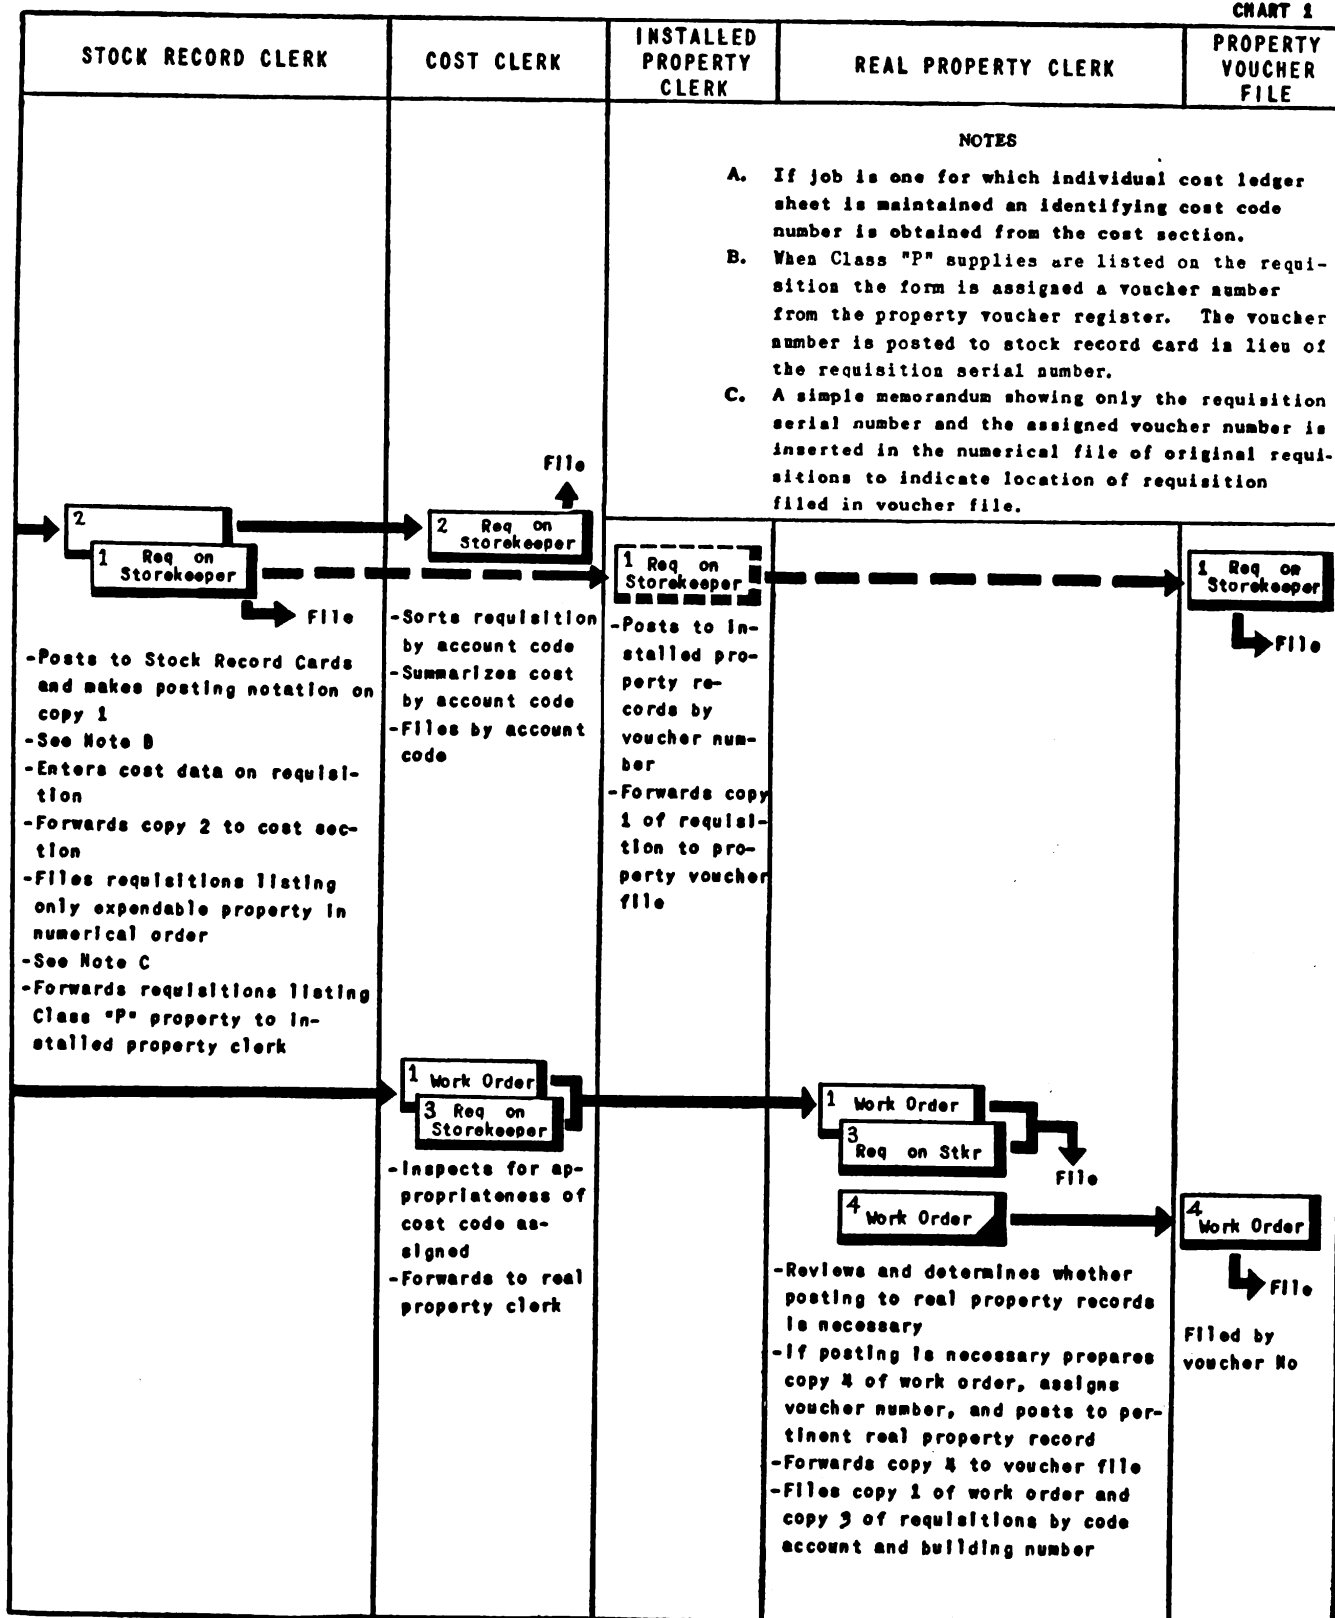 CHART 1
STOCK RECORD CLERK
COST CLERK
INSTALLED
PROPERTY
CLERK
REAL PROPERTY CLERK
PROPERTY
VOUCHER
FILE
NOTES
A. If job is one for which individual cost ledger
sheet is maintained an identifying cost code
number is obtained from the cost section.
B. When Class "P" supplies are listed on the requi-
sition the form is assigned a voucher number
from the property voucher register. The voucher
number is posted to stock record card in lieu of
the requisition serial number.
C. A simple memorandum showing only the requisition
serial number and the assigned voucher number is
inserted in the numerical file of original requi-
sitions to indicate location of requisition
filed in voucher file.
2
1 Req on
Storekeeper
File
-Posts to Stock Record Cards
and makes posting notation on
copy 1
-See Note B
-Enters cost data on requisi-
tion
-Forwards copy 2 to cost sec-
tion
-Files requisitions listing
only expendable property in
numerical order
-See Note C
-Forwards requisitions listing
Class "P" property to in-
stalled property clerk
File
2 Req on
Storekeeper
-Sorts requisition
by account code
-Summarizes cost
by account code
-Files by account
code
1 Req on
Storekeeper
-Posts to in-
stalled pro-
perty re-
cords by
voucher num-
ber
-Forwards copy
1 of requisi-
tion to pro-
perty voucher
file
1 Req on
Storekeeper
File
1 Work Order
3 Req on
Storekeeper
-Inspects for ap-
propriateness of
cost code as-
signed
-Forwards to real
property clerk
1 Work Order
3
Req on Stkr
File
4
Work Order
-Reviews and determines whether
posting to real property records
is necessary
-If posting is necessary prepares
copy 4 of work order, assigns
voucher number, and posts to per-
tinent real property record
-Forwards copy 4 to voucher file
-Files copy 1 of work order and
copy 3 of requisitions by code
account and building number
4
Work Order
File
Filed by
voucher No